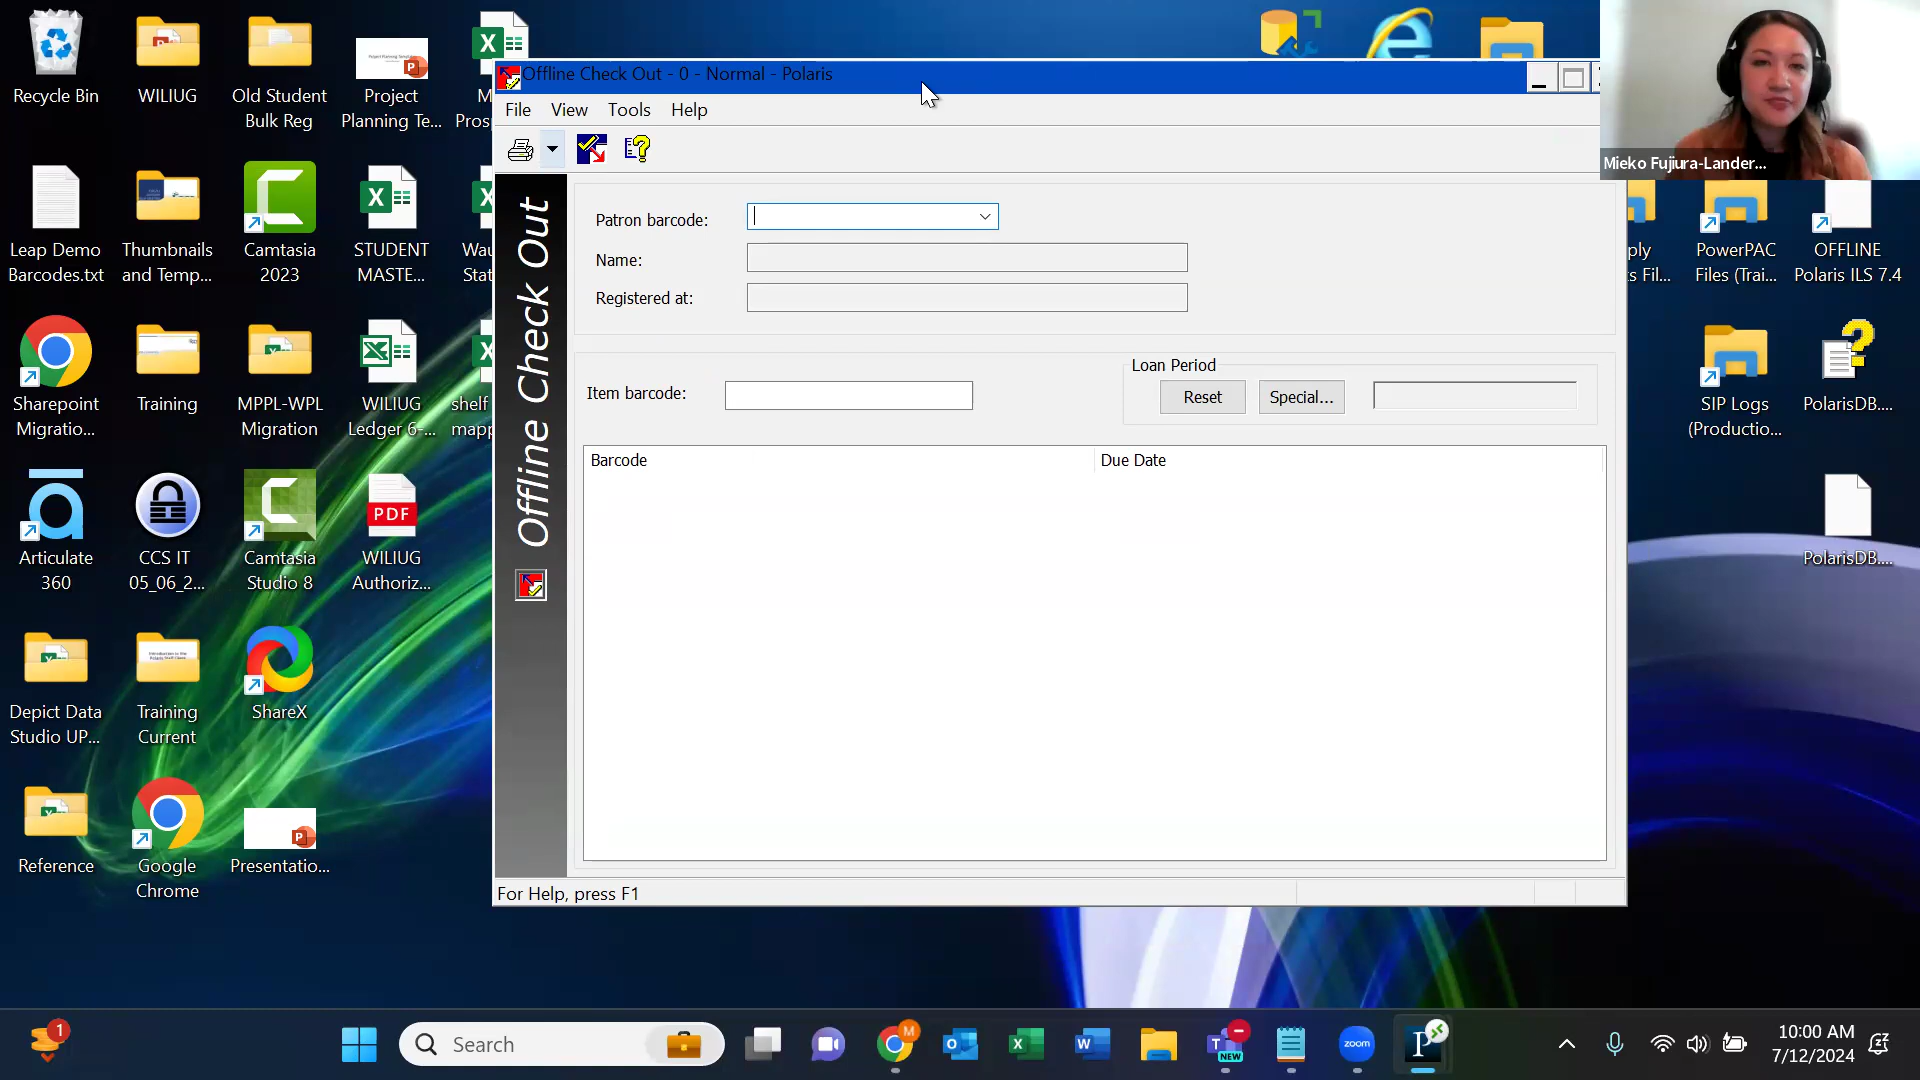 Recycle Bin
WILIUG
Old Student
Bulk Reg
Project
Planning Te...
Offline Check Out - 0 - Normal - Polaris
File View Tools Help
Mieko Fujiura-Lander...
Offline Check Out
Patron barcode:
Name:
Registered at:
Item barcode:
Loan Period
Reset
Special...
Barcode
Due Date
For Help, press F1
Leap Demo
Barcodes.txt
Thumbnails
and Temp...
Camtasia
2023
STUDENT
MASTE...
PowerPAC
Files (Trai...
OFFLINE
Polaris ILS 7.4
Sharepoint
Migratio...
Training
MPPL-WPL
Migration
WILIUG
Ledger 6-...
shelf
SIP Logs
(Productio...
PolarisDB....
Articulate
360
CCS IT
05_06_2...
Camtasia
Studio 8
PDF
WILIUG
Authoriz...
PolarisDB....
Depict Data
Studio UP...
Training
Current
ShareX
Reference
Google
Chrome
Presentatio...
1
Search
M
NEW
zoom
10:00 AM
7/12/2024